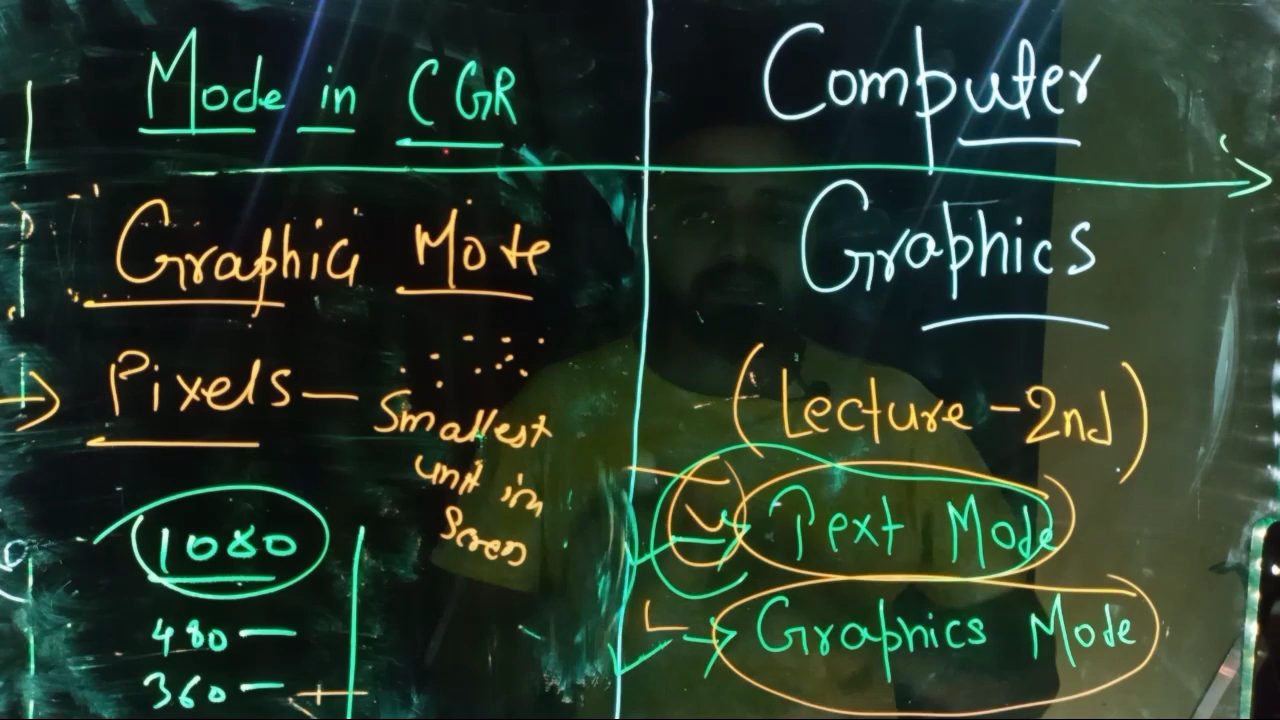 Mode in CGR
Graphic Mote
Pixels — Smallest
unit in
Screen
1080
480 —
360 —
Computer
Graphics
(Lecture - 2nd)
→ Text Mode
→ Graphics Mode